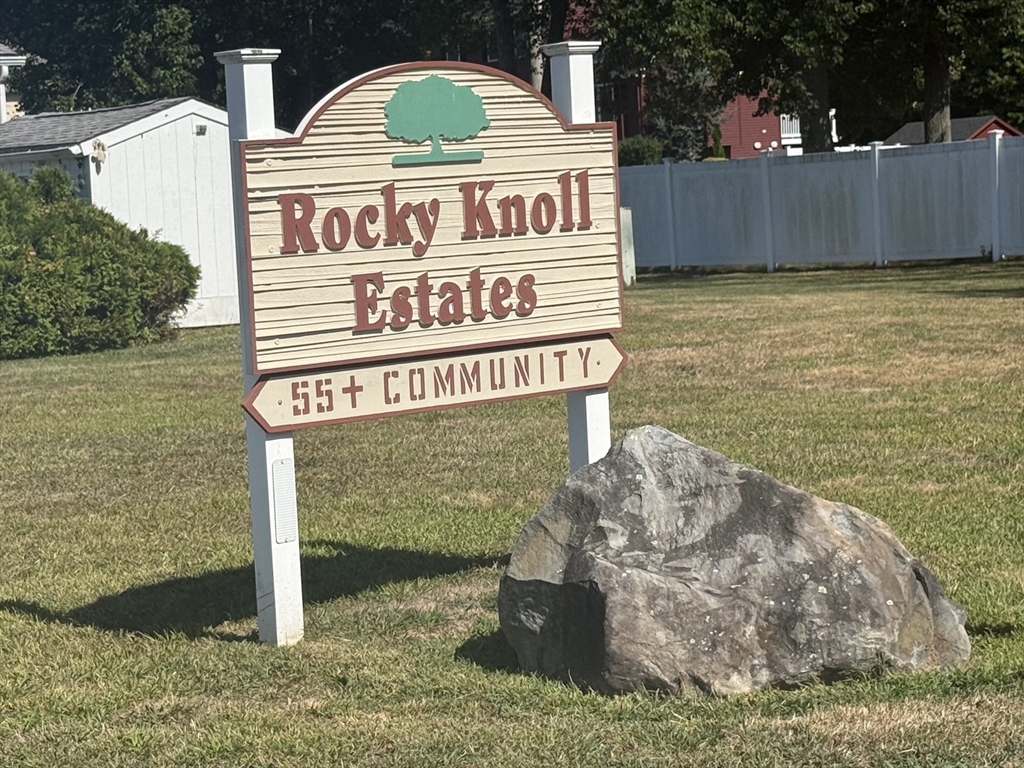 Rocky Knoll
Estates
55+ COMMUNITY